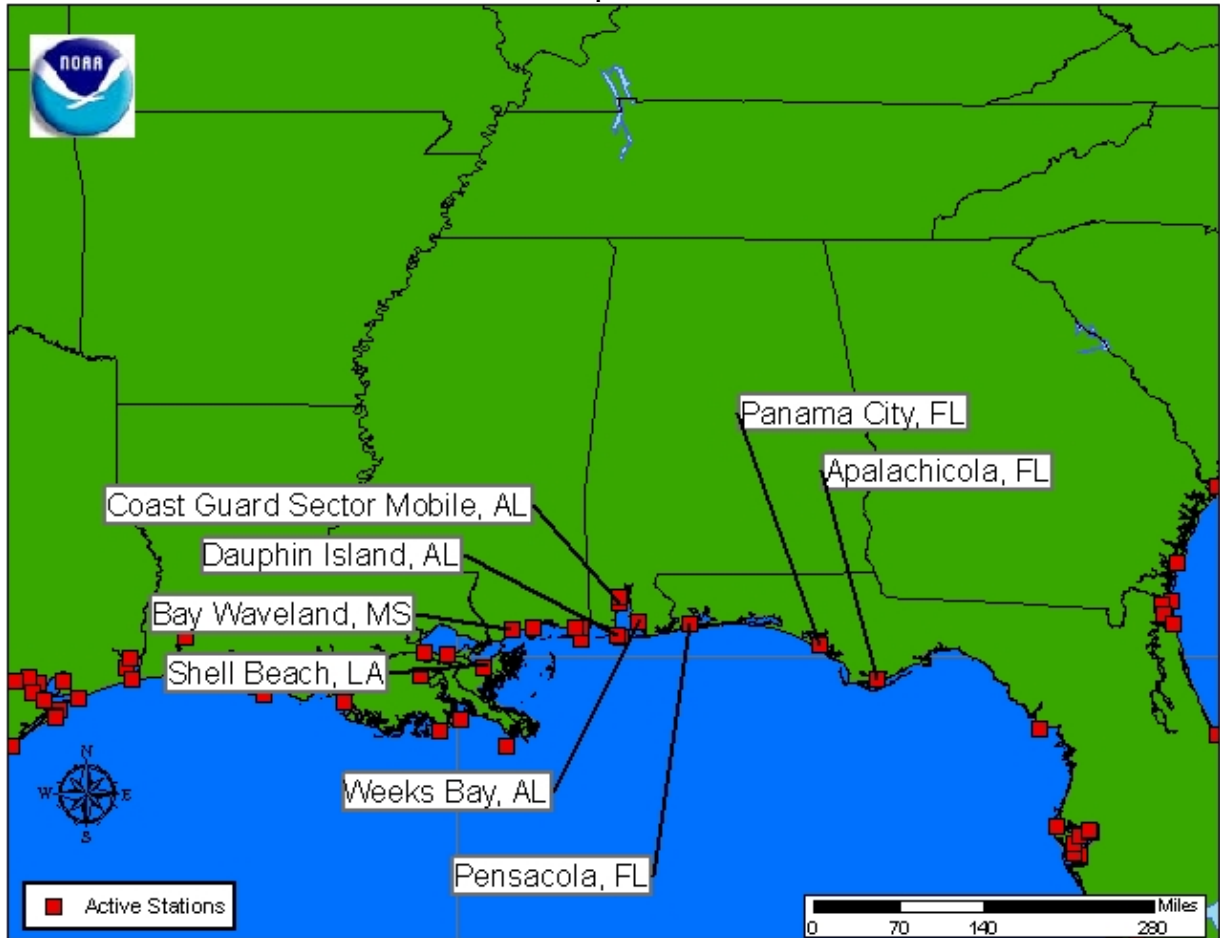 NOAA
Panama City, FL
Apalachicola, FL
Coast Guard Sector Mobile, AL
Dauphin Island, AL
Bay Waveland, MS
Shell Beach, LA
Weeks Bay, AL
Pensacola, FL
N
W E
S
Active Stations
Miles
0 70 140 280